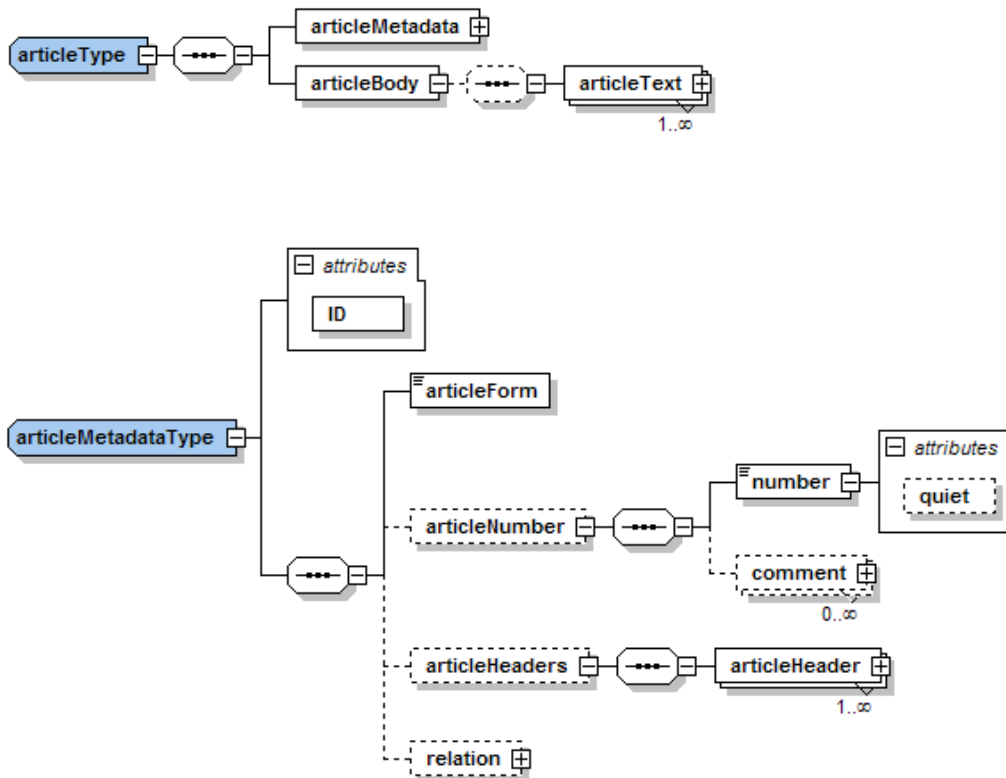 articleMetadata
articleType
articleBody
articleText
1..∞
attributes
ID
articleForm
articleMetadataType
attributes
number
quiet
articleNumber
comment
0..∞
articleHeaders
articleHeader
1..∞
relation